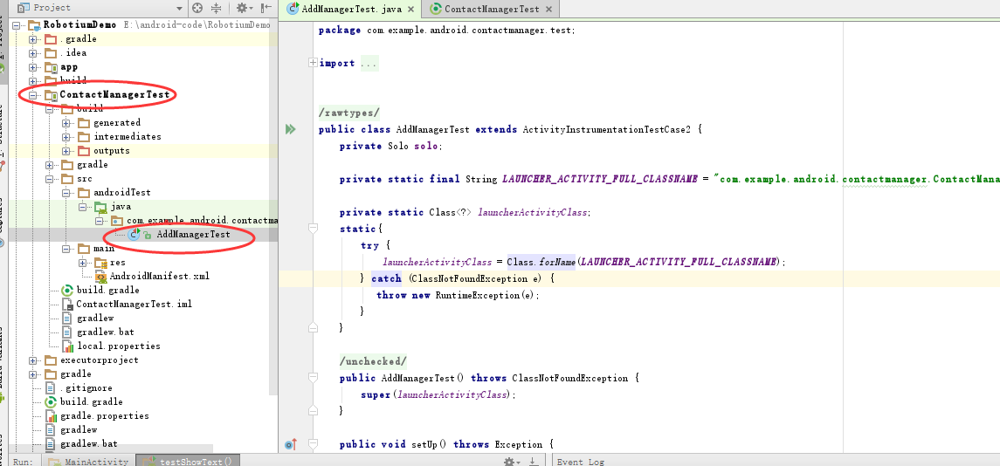 Project
AddManagerTest.java
ContactManagerTest
RobotiumDemo E:\android-code\RobotiumDemo
.gradle
.idea
app
build
ContactManagerTest
build
generated
intermediates
outputs
gradle
src
androidTest
java
com.example.android.contactma
AddManagerTest
main
res
AndroidManifest.xml
build.gradle
ContactManagerTest.iml
gradlew
gradlew.bat
local.properties
executorproject
gradle
.gitignore
build.gradle
gradle.properties
gradlew
gradlew.bat
package com.example.android.contactmanager.test;
import ...
/rawtypes/
public class AddManagerTest extends ActivityInstrumentationTestCase2 {
private Solo solo;
private static final String LAUNCHER_ACTIVITY_FULL_CLASSNAME = "com.example.android.contactmanager.ContactMana
private static Class<?> launcherActivityClass;
static{
try {
launcherActivityClass = Class.forName(LAUNCHER_ACTIVITY_FULL_CLASSNAME);
} catch (ClassNotFoundException e) {
throw new RuntimeException(e);
}
}
/unchecked/
public AddManagerTest() throws ClassNotFoundException {
super(launcherActivityClass);
}
public void setUp() throws Exception {
Run: MainActivity testShowText()
Event Log